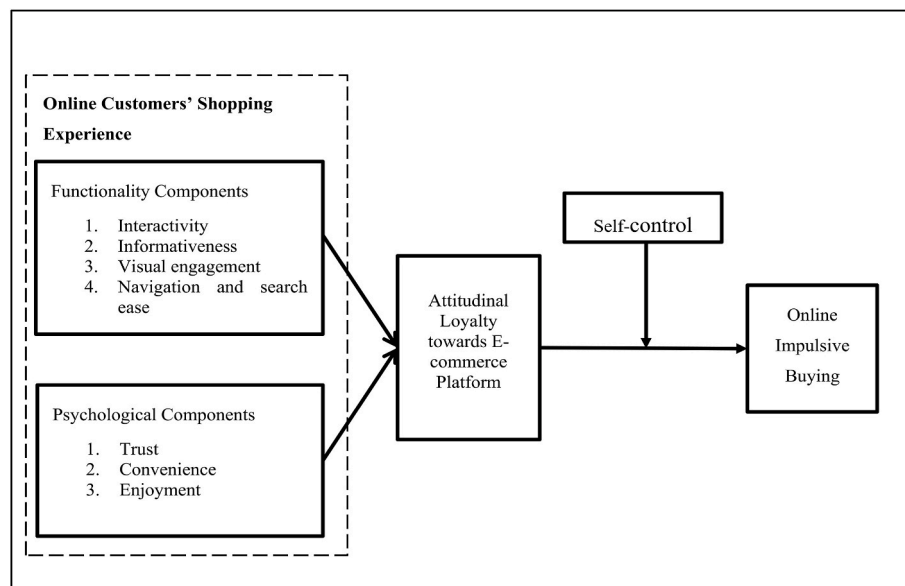 Online Customers’ Shopping
Experience
Functionality Components
1. Interactivity
2. Informativeness
3. Visual engagement
4. Navigation and search
ease
Psychological Components
1. Trust
2. Convenience
3. Enjoyment
Attitudinal
Loyalty
towards E-
commerce
Platform
Self-control
Online
Impulsive
Buying